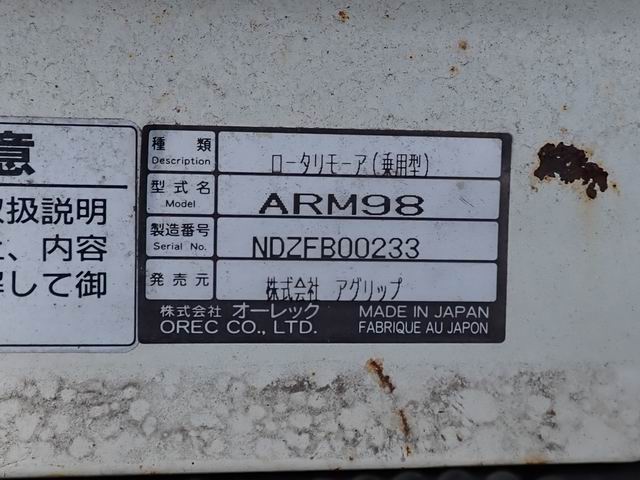 意
取扱説明
、内容
して御
種類 ロータリモーア(乗用型)
Description
型式名 ARM98
Model
製造番号 NDZFB00233
Serial No.
発売元 株式会社 アグリップ
株式会社 オーレック MADE IN JAPAN
OREC CO., LTD. FABRIQUE AU JAPON